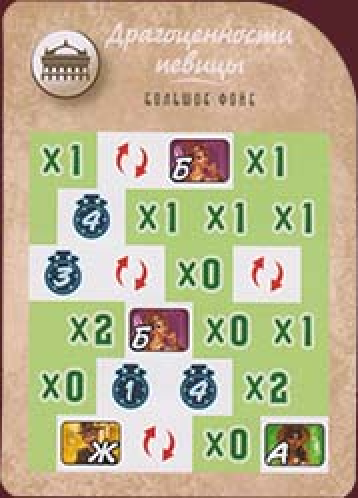 Драгоценности
певицы
БОЛЬШОЕ ФОЙЕ
X1 Б X1
4 X1 X1 X1
3 X0
X2 Б X0 X1
X0 1 4 X2
Ж X0 А